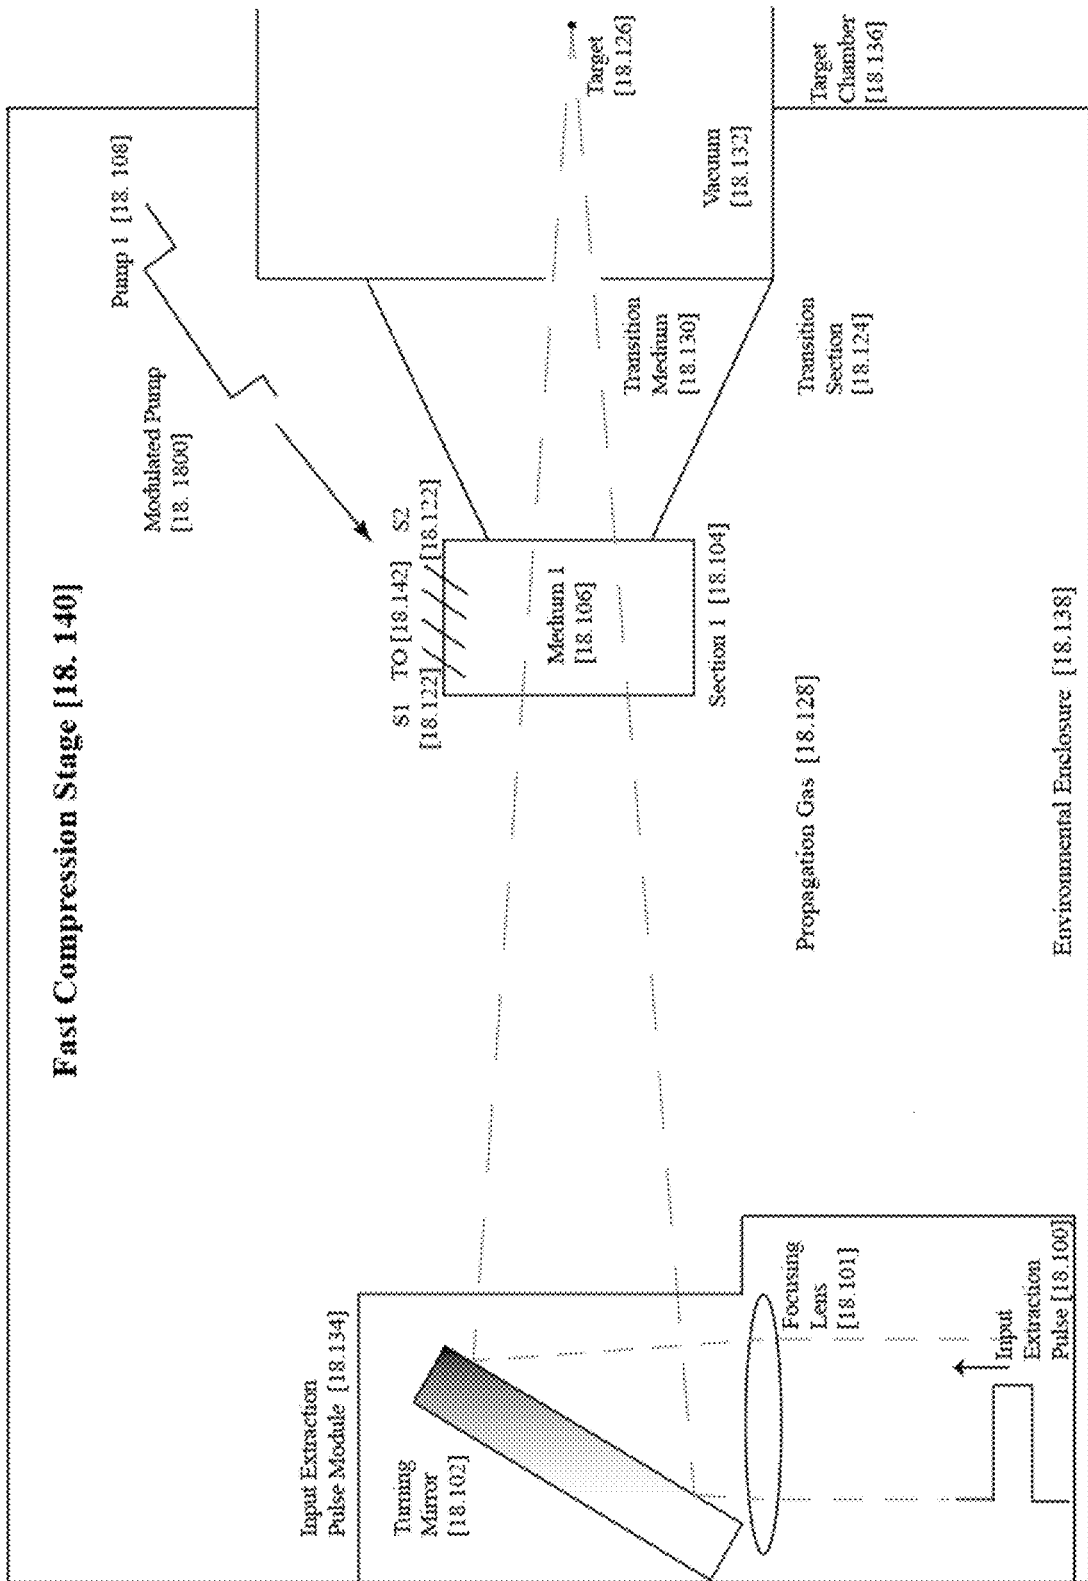 Fast Compression Stage [18. 140]
Pump 1 [18. 108]
Modulated Pump
[18. 1800]
S1 TO [18.142] S2
[18.122]
[18.122]
Medium 1
[18.106]
Section 1 [18.104]
Transition
Medium
[18.130]
Transition
Section
[18.124]
Target
[18.126]
Vacuum
[18.132]
Target
Chamber
[18.136]
Propagation Gas [18.128]
Environmental Enclosure [18.138]
Input Extraction
Pulse Module [18.134]
Turning
Mirror
[18.102]
Focusing
Lens
[18.101]
Input
Extraction
Pulse [18.100]